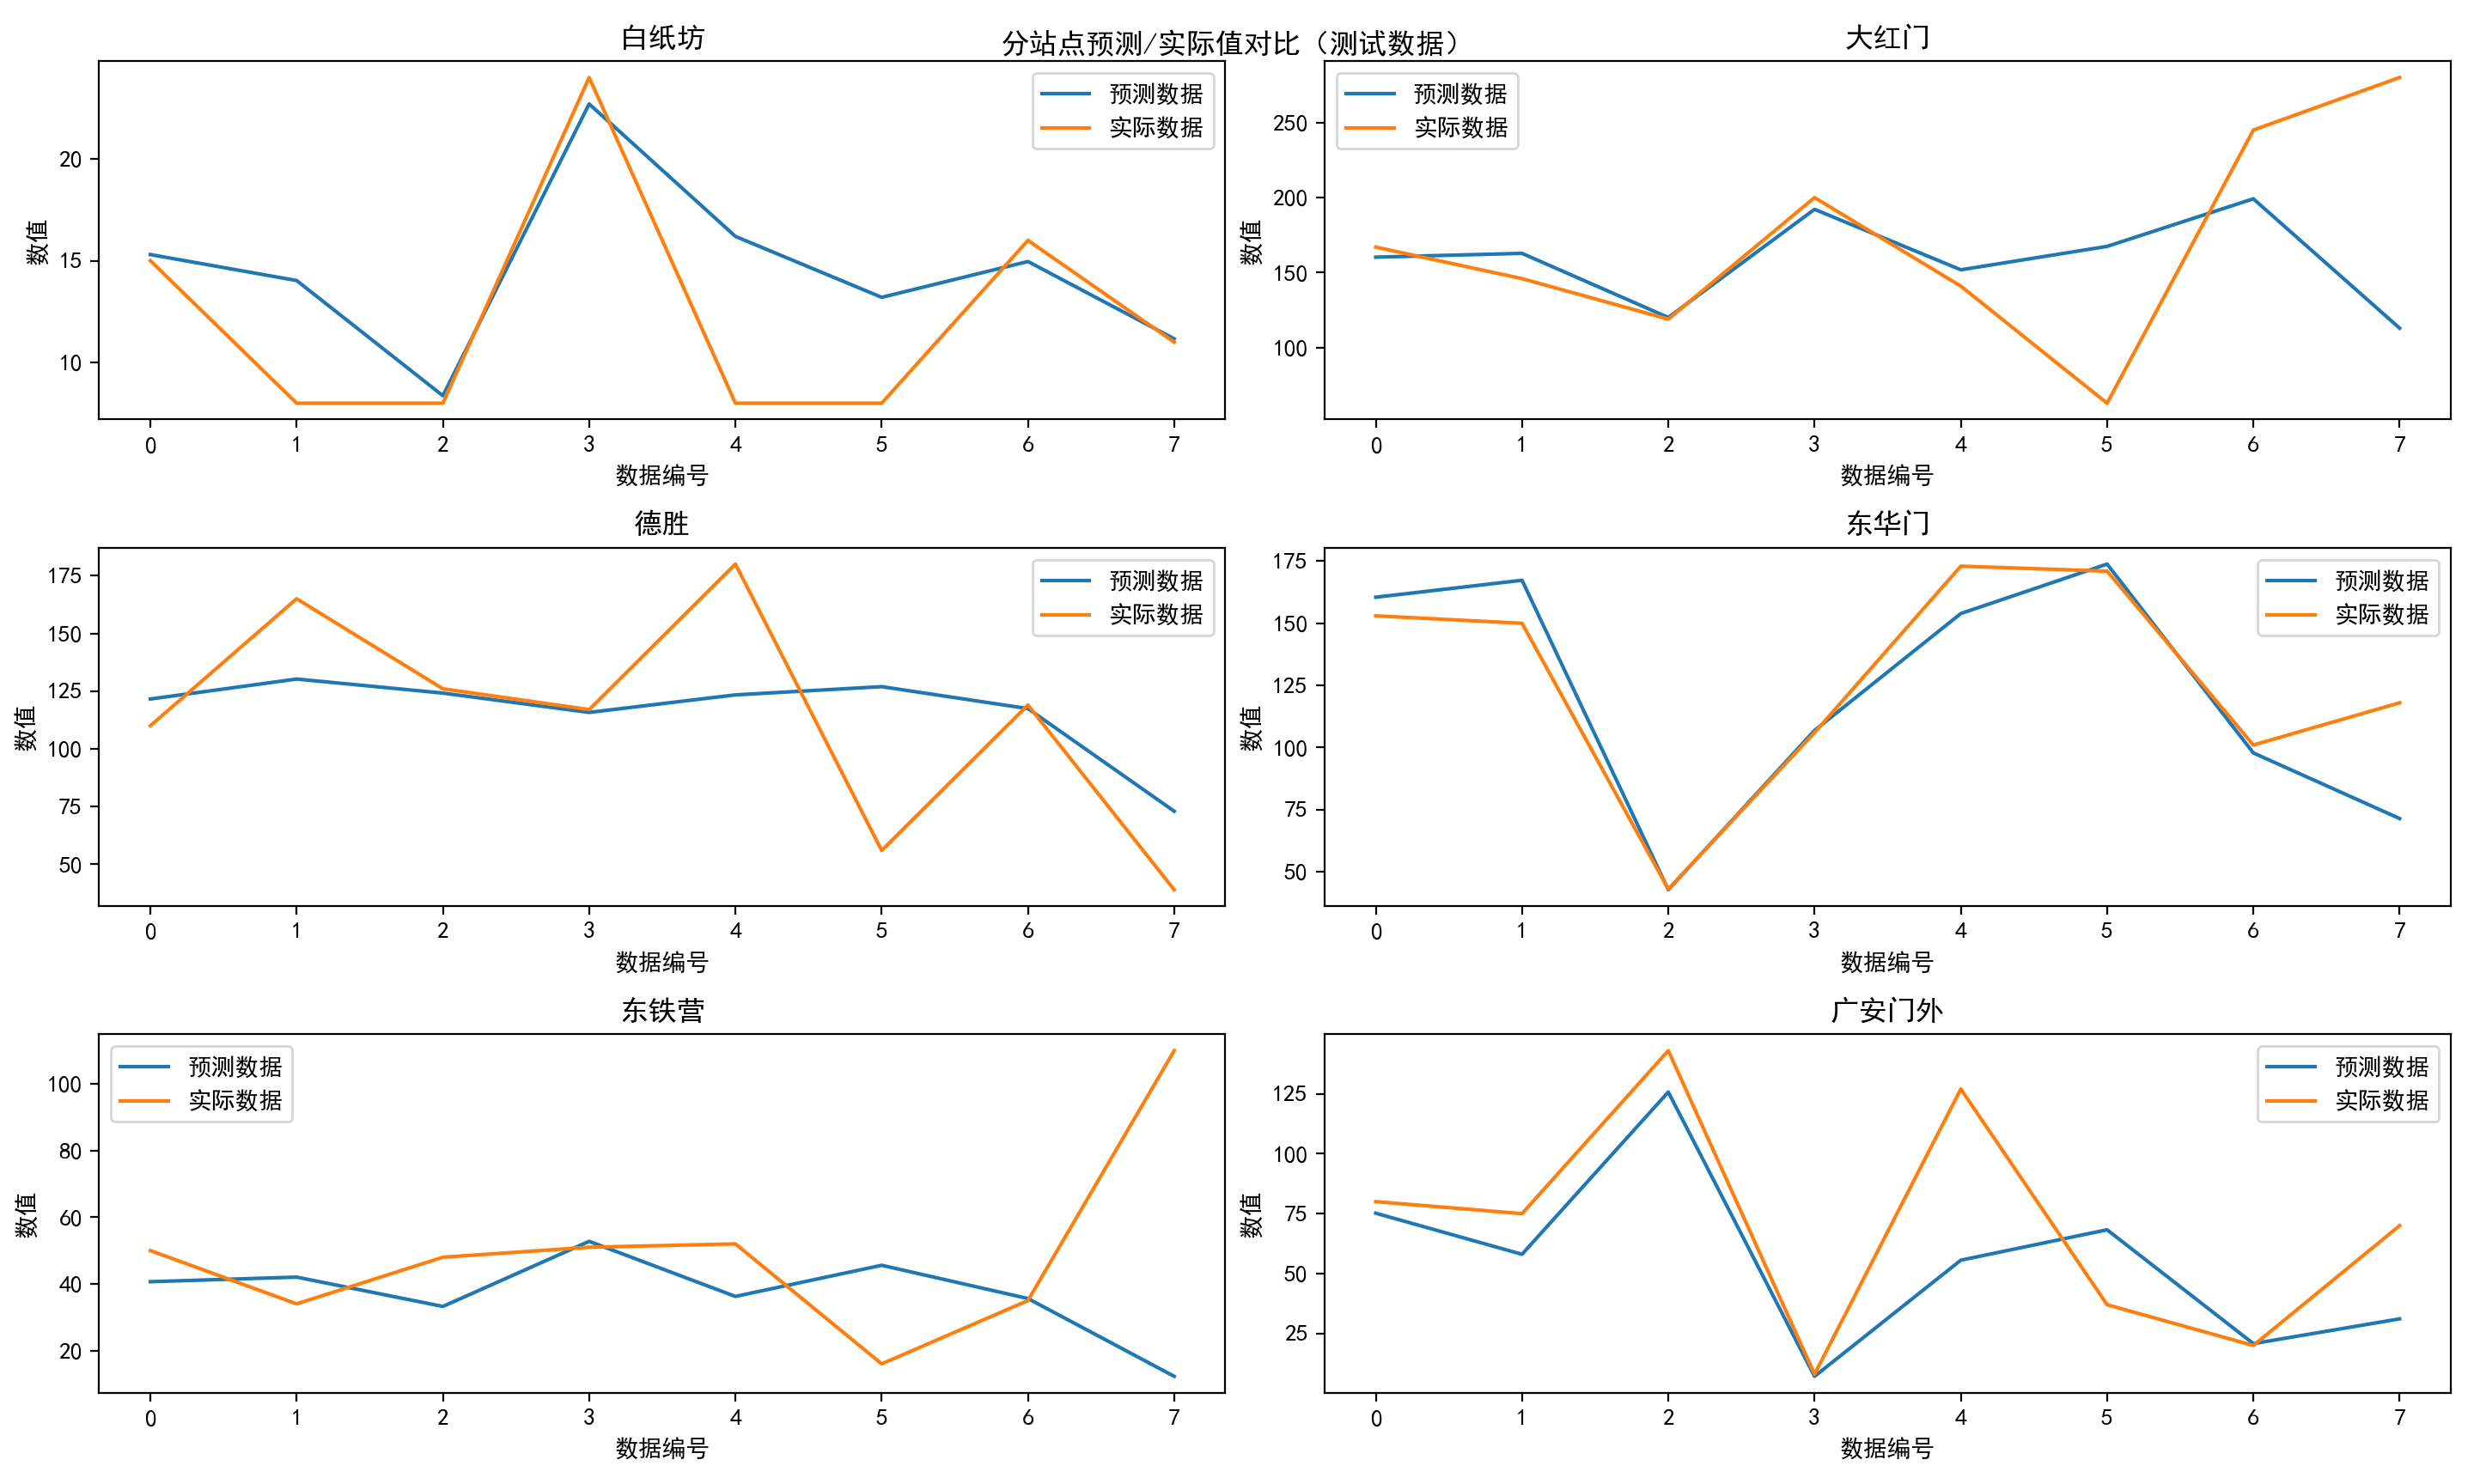 分站点预测/实际值对比（测试数据）
白纸坊
预测数据
实际数据
数值
20
15
10
0 1 2 3 4 5 6 7
数据编号
大红门
预测数据
实际数据
数值
250
200
150
100
0 1 2 3 4 5 6 7
数据编号
德胜
预测数据
实际数据
数值
175
150
125
100
75
50
0 1 2 3 4 5 6 7
数据编号
东华门
预测数据
实际数据
数值
175
150
125
100
75
50
0 1 2 3 4 5 6 7
数据编号
东铁营
预测数据
实际数据
数值
100
80
60
40
20
0 1 2 3 4 5 6 7
数据编号
广安门外
预测数据
实际数据
数值
125
100
75
50
25
0 1 2 3 4 5 6 7
数据编号